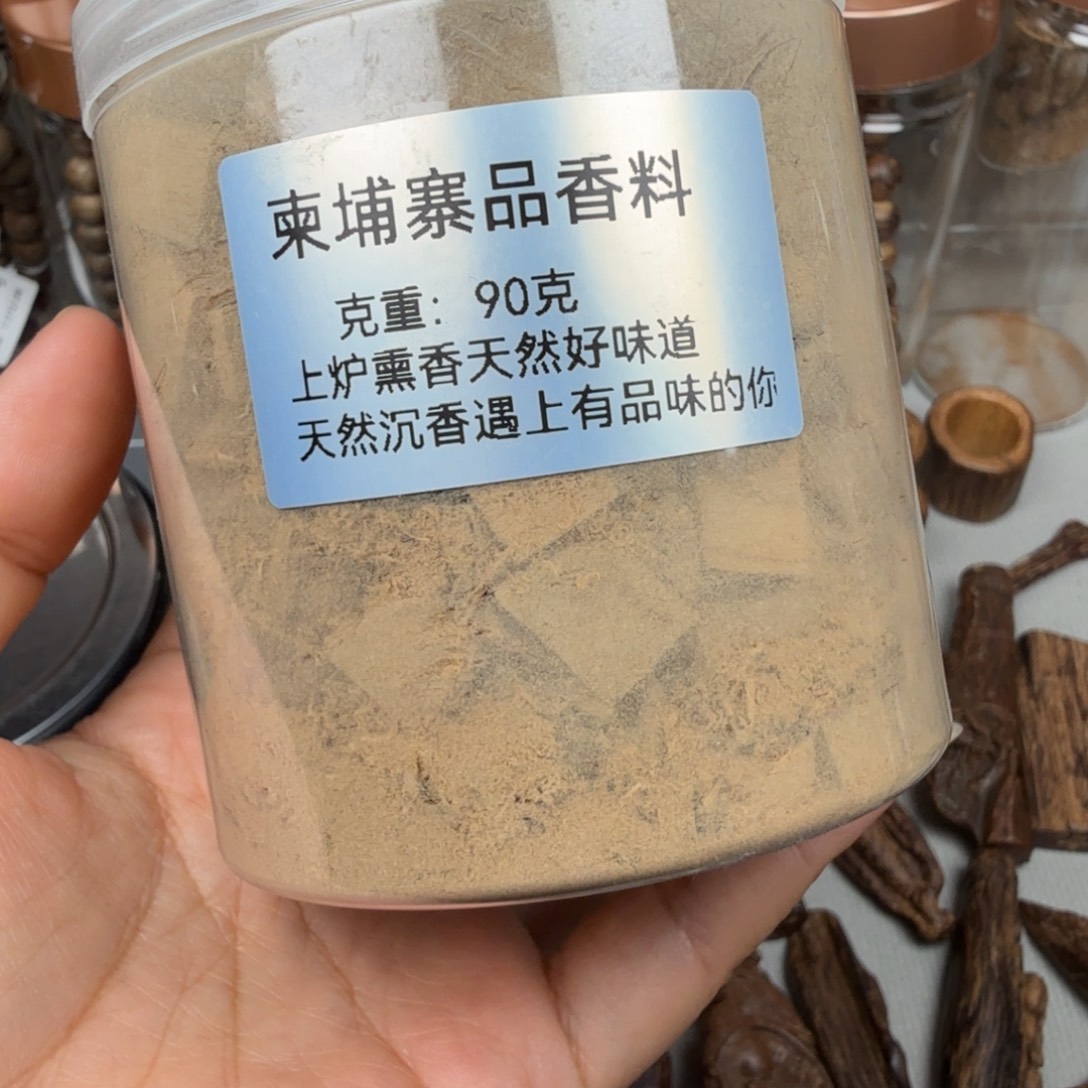 柬埔寨品香料
克重：90克
上炉熏香天然好味道
天然沉香遇上有品味的你